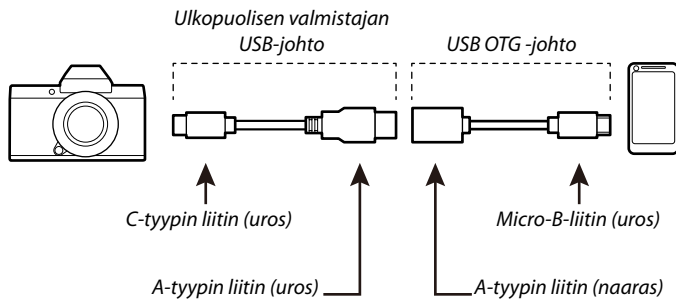 Ulkopuolisen valmistajan
USB-johto
USB OTG -johto
C-tyypin liitin (uros)
Micro-B-liitin (uros)
A-tyypin liitin (uros)
A-tyypin liitin (naaras)